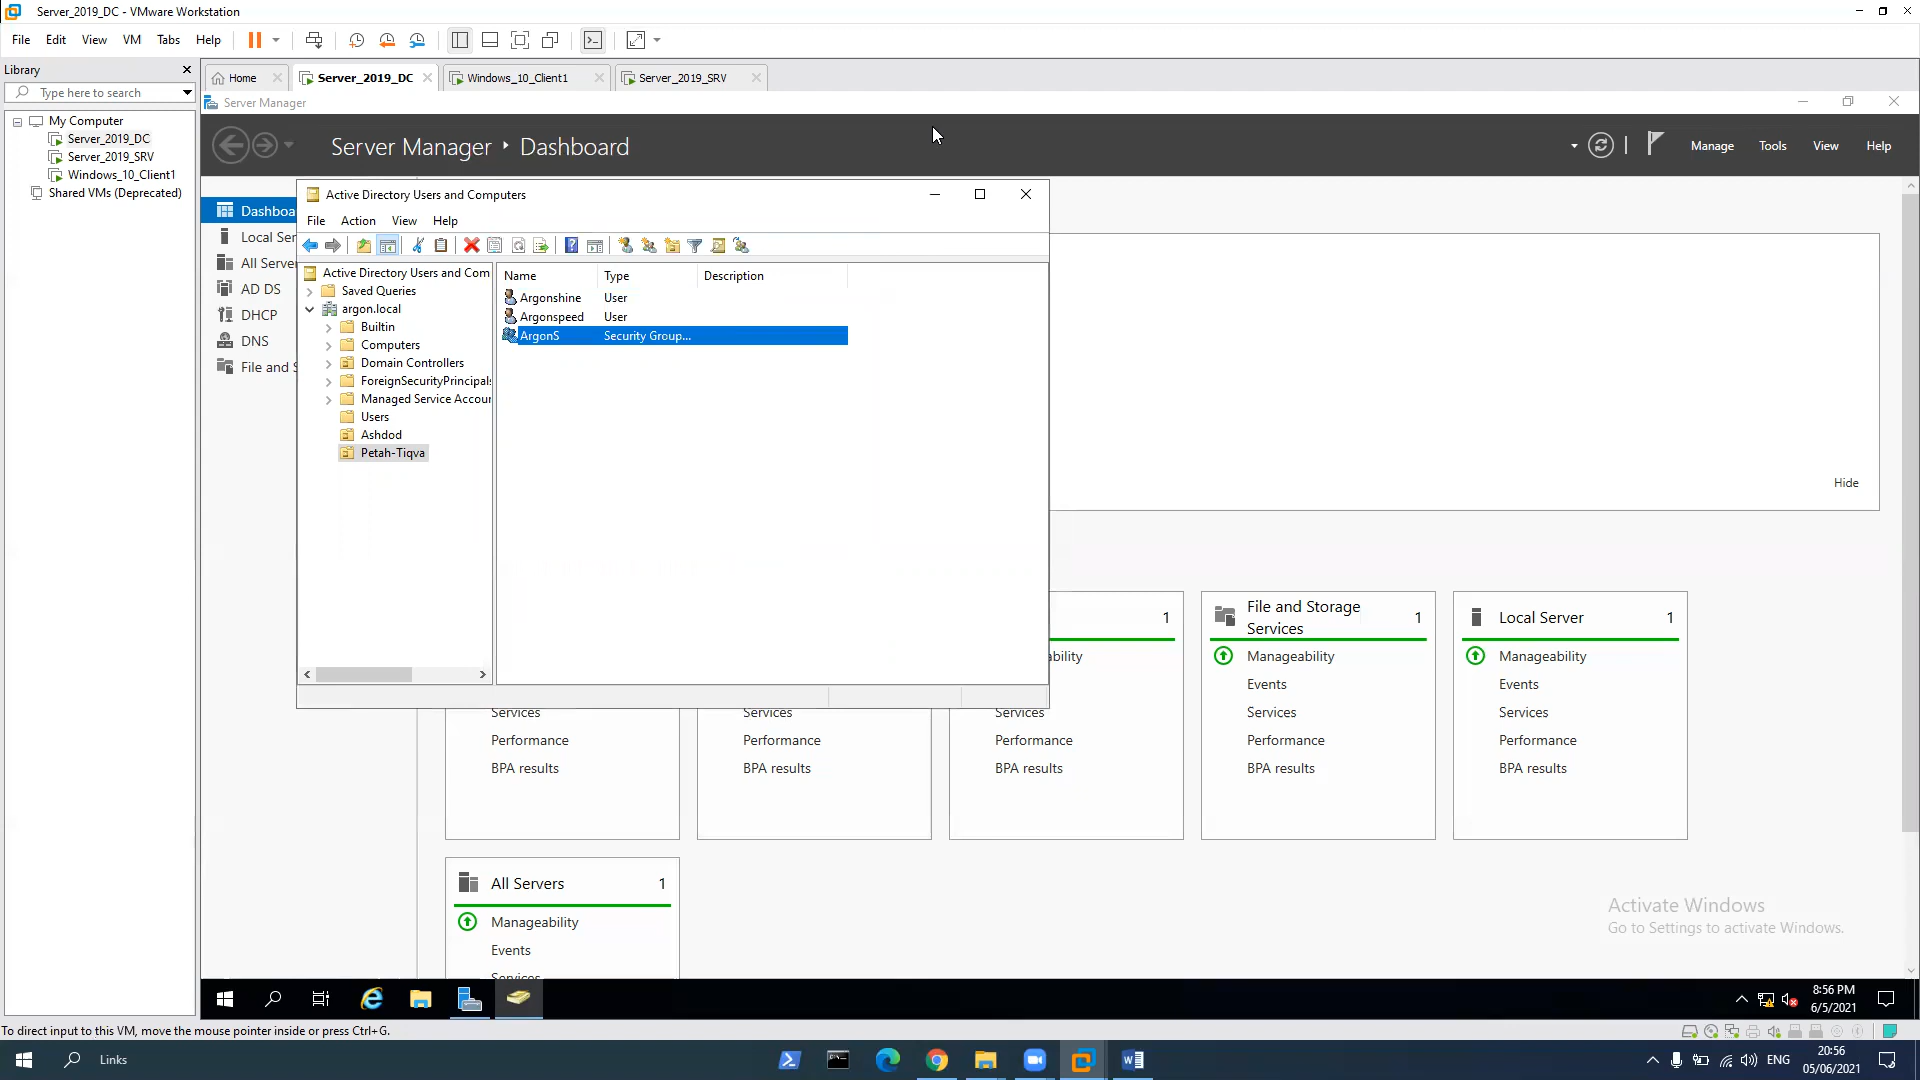 Server_2019_DC - VMware Workstation
File Edit View VM Tabs Help
Library
Type here to search
My Computer
Server_2019_DC
Server_2019_SRV
Windows_10_Client1
Shared VMs (Deprecated)
Home Server_2019_DC Windows_10_Client1 Server_2019_SRV
Server Manager
Server Manager Dashboard
Manage Tools View Help
Dashboa
Local Ser
All Server
AD DS
DHCP
DNS
File and S
Active Directory Users and Computers
File Action View Help
Active Directory Users and Com
Saved Queries
argon.local
Builtin
Computers
Domain Controllers
ForeignSecurityPrincipals
Managed Service Accour
Users
Ashdod
Petah-Tiqva
Name Type Description
Argonshine User
Argonspeed User
ArgonS Security Group...
Hide
1
bility
File and Storage 1
Services
Manageability
Events
Services
Performance
BPA results
Local Server 1
Manageability
Events
Services
Performance
BPA results
Services
Performance
BPA results
Services
Performance
BPA results
Services
Performance
BPA results
All Servers 1
Manageability
Events
Services
Activate Windows
Go to Settings to activate Windows.
8:56 PM
6/5/2021
To direct input to this VM, move the mouse pointer inside or press Ctrl+G.
Links
ENG
20:56
05/06/2021